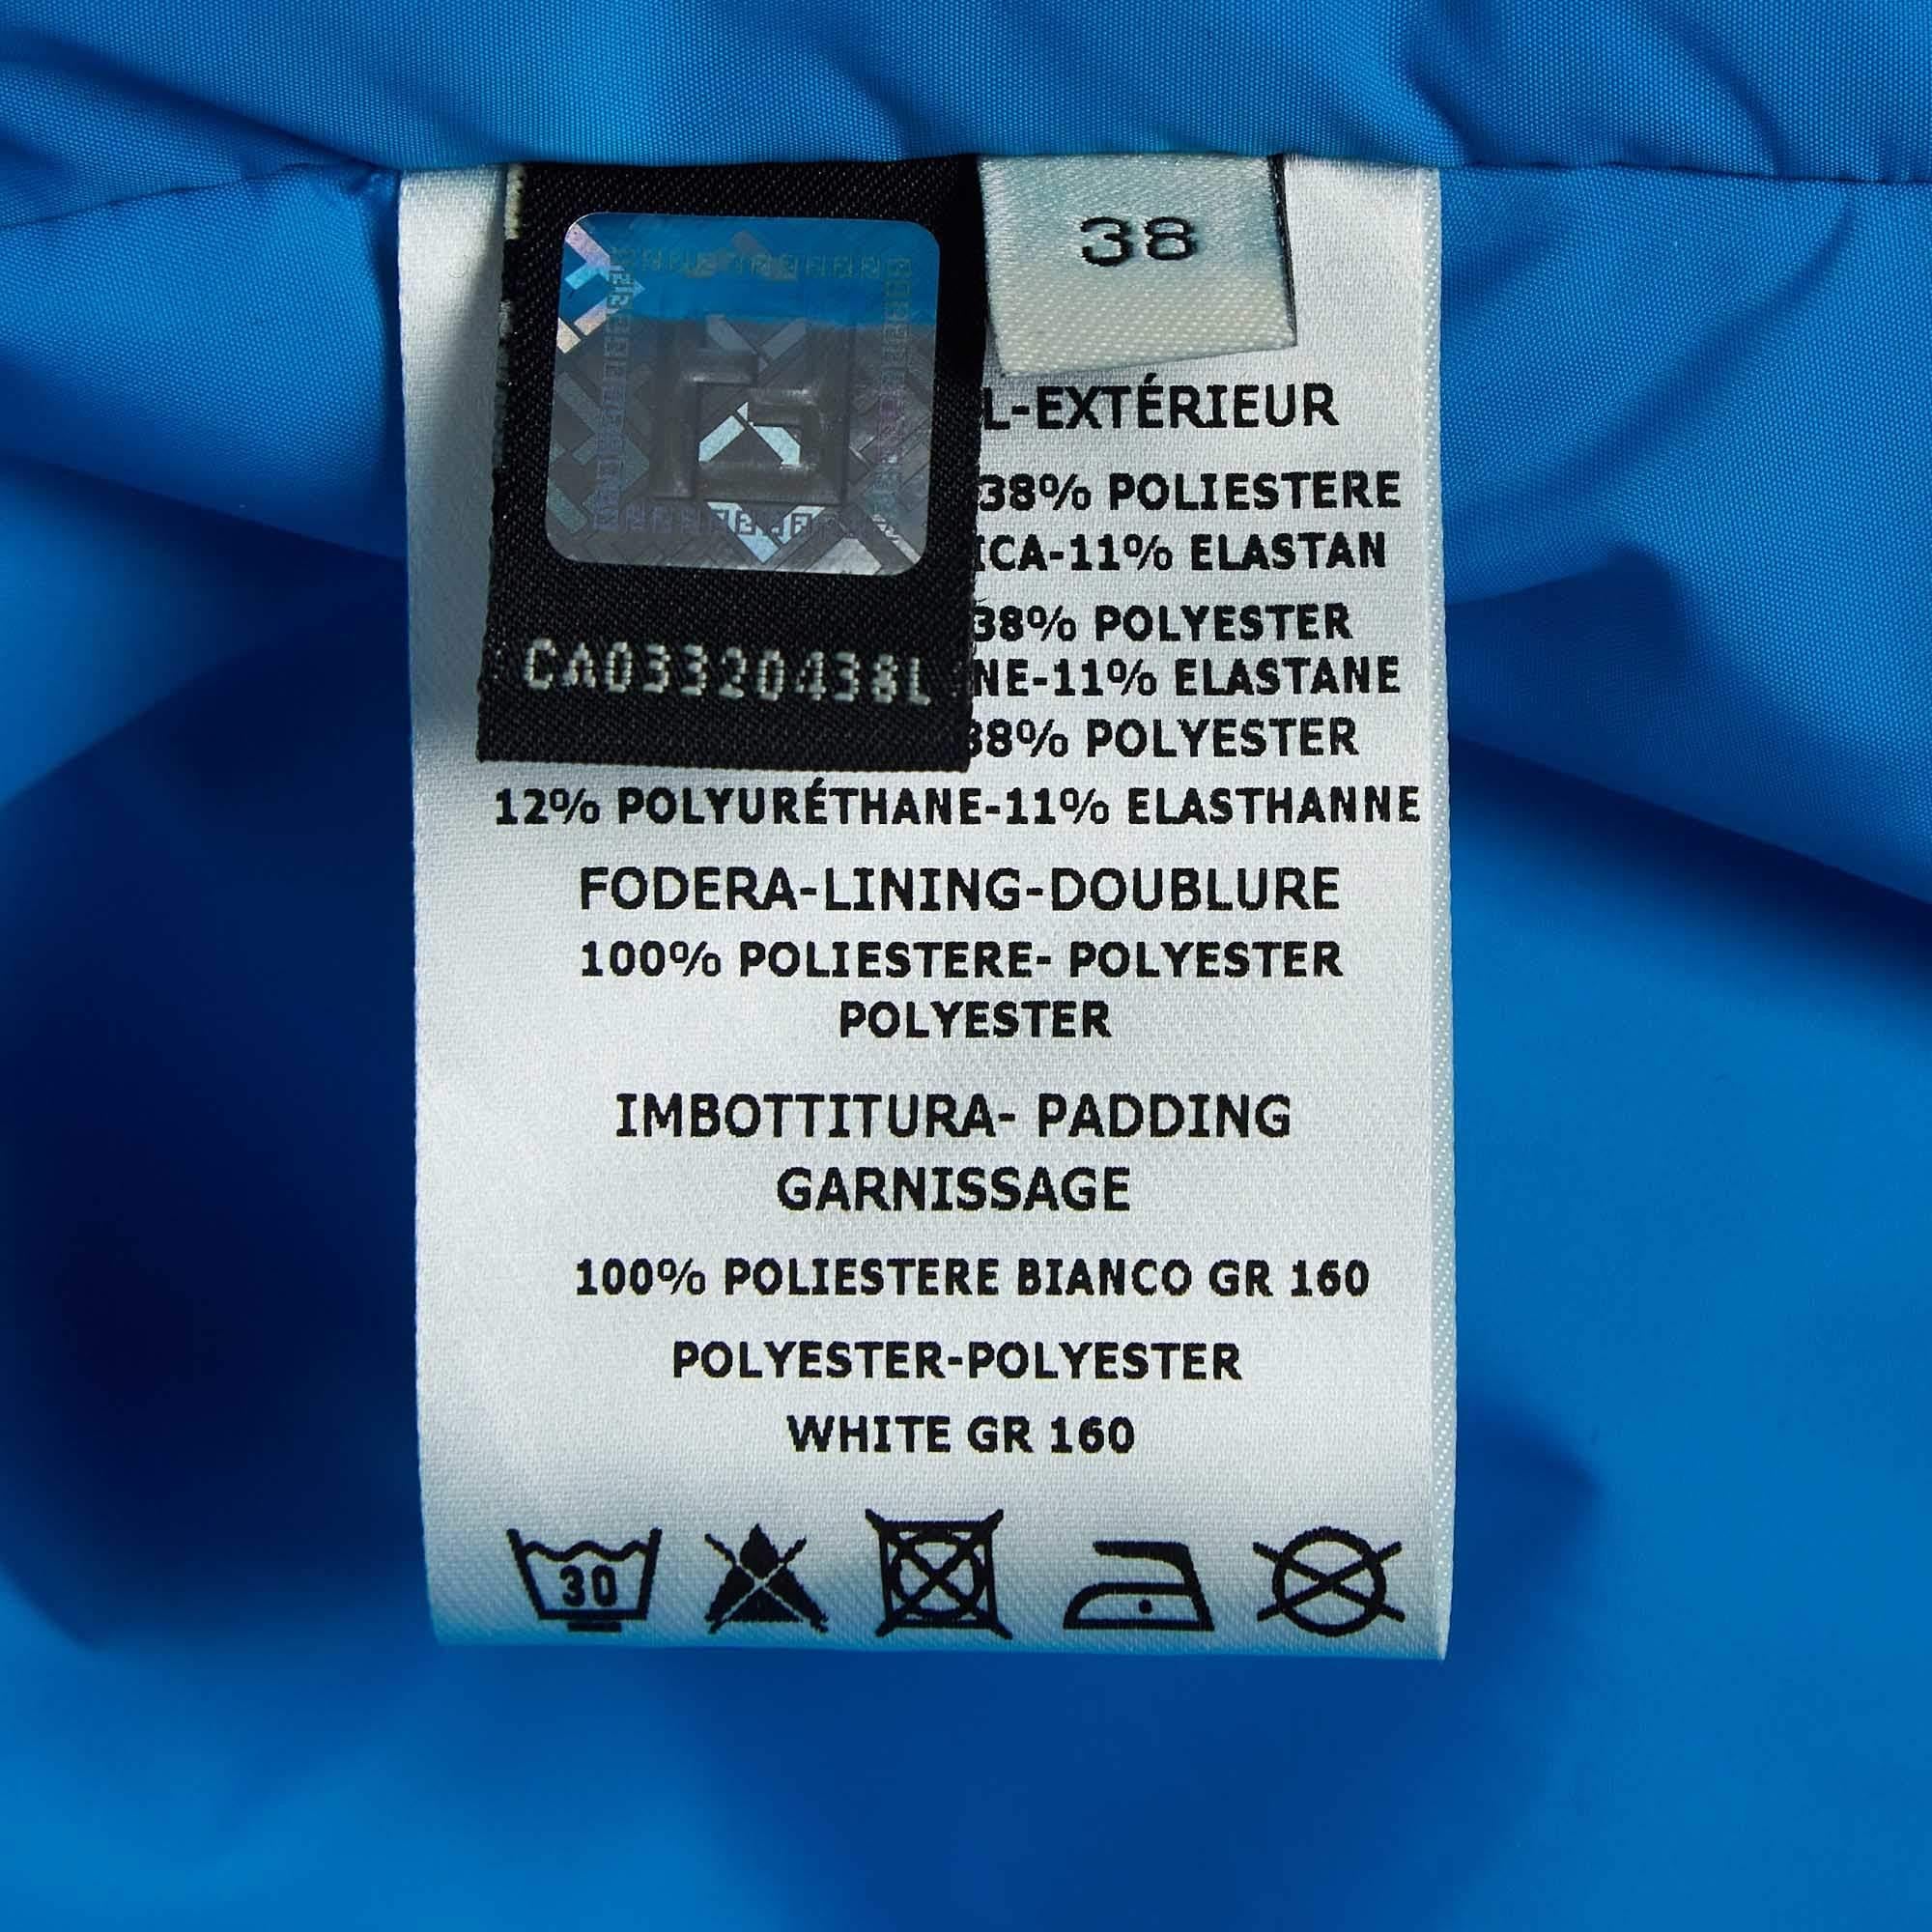 38
L-EXTÉRIEUR
38% POLIESTERE
ICA-11% ELASTAN
38% POLYESTER
NE-11% ELASTANE
38% POLYESTER
12% POLYURÉTHANE-11% ELASTHANNE
CA03320438L
FODERA-LINING-DOUBLURE
100% POLIESTERE- POLYESTER
POLYESTER
IMBOTTITURA- PADDING
GARNISSAGE
100% POLIESTERE BIANCO GR 160
POLYESTER-POLYESTER
WHITE GR 160
30